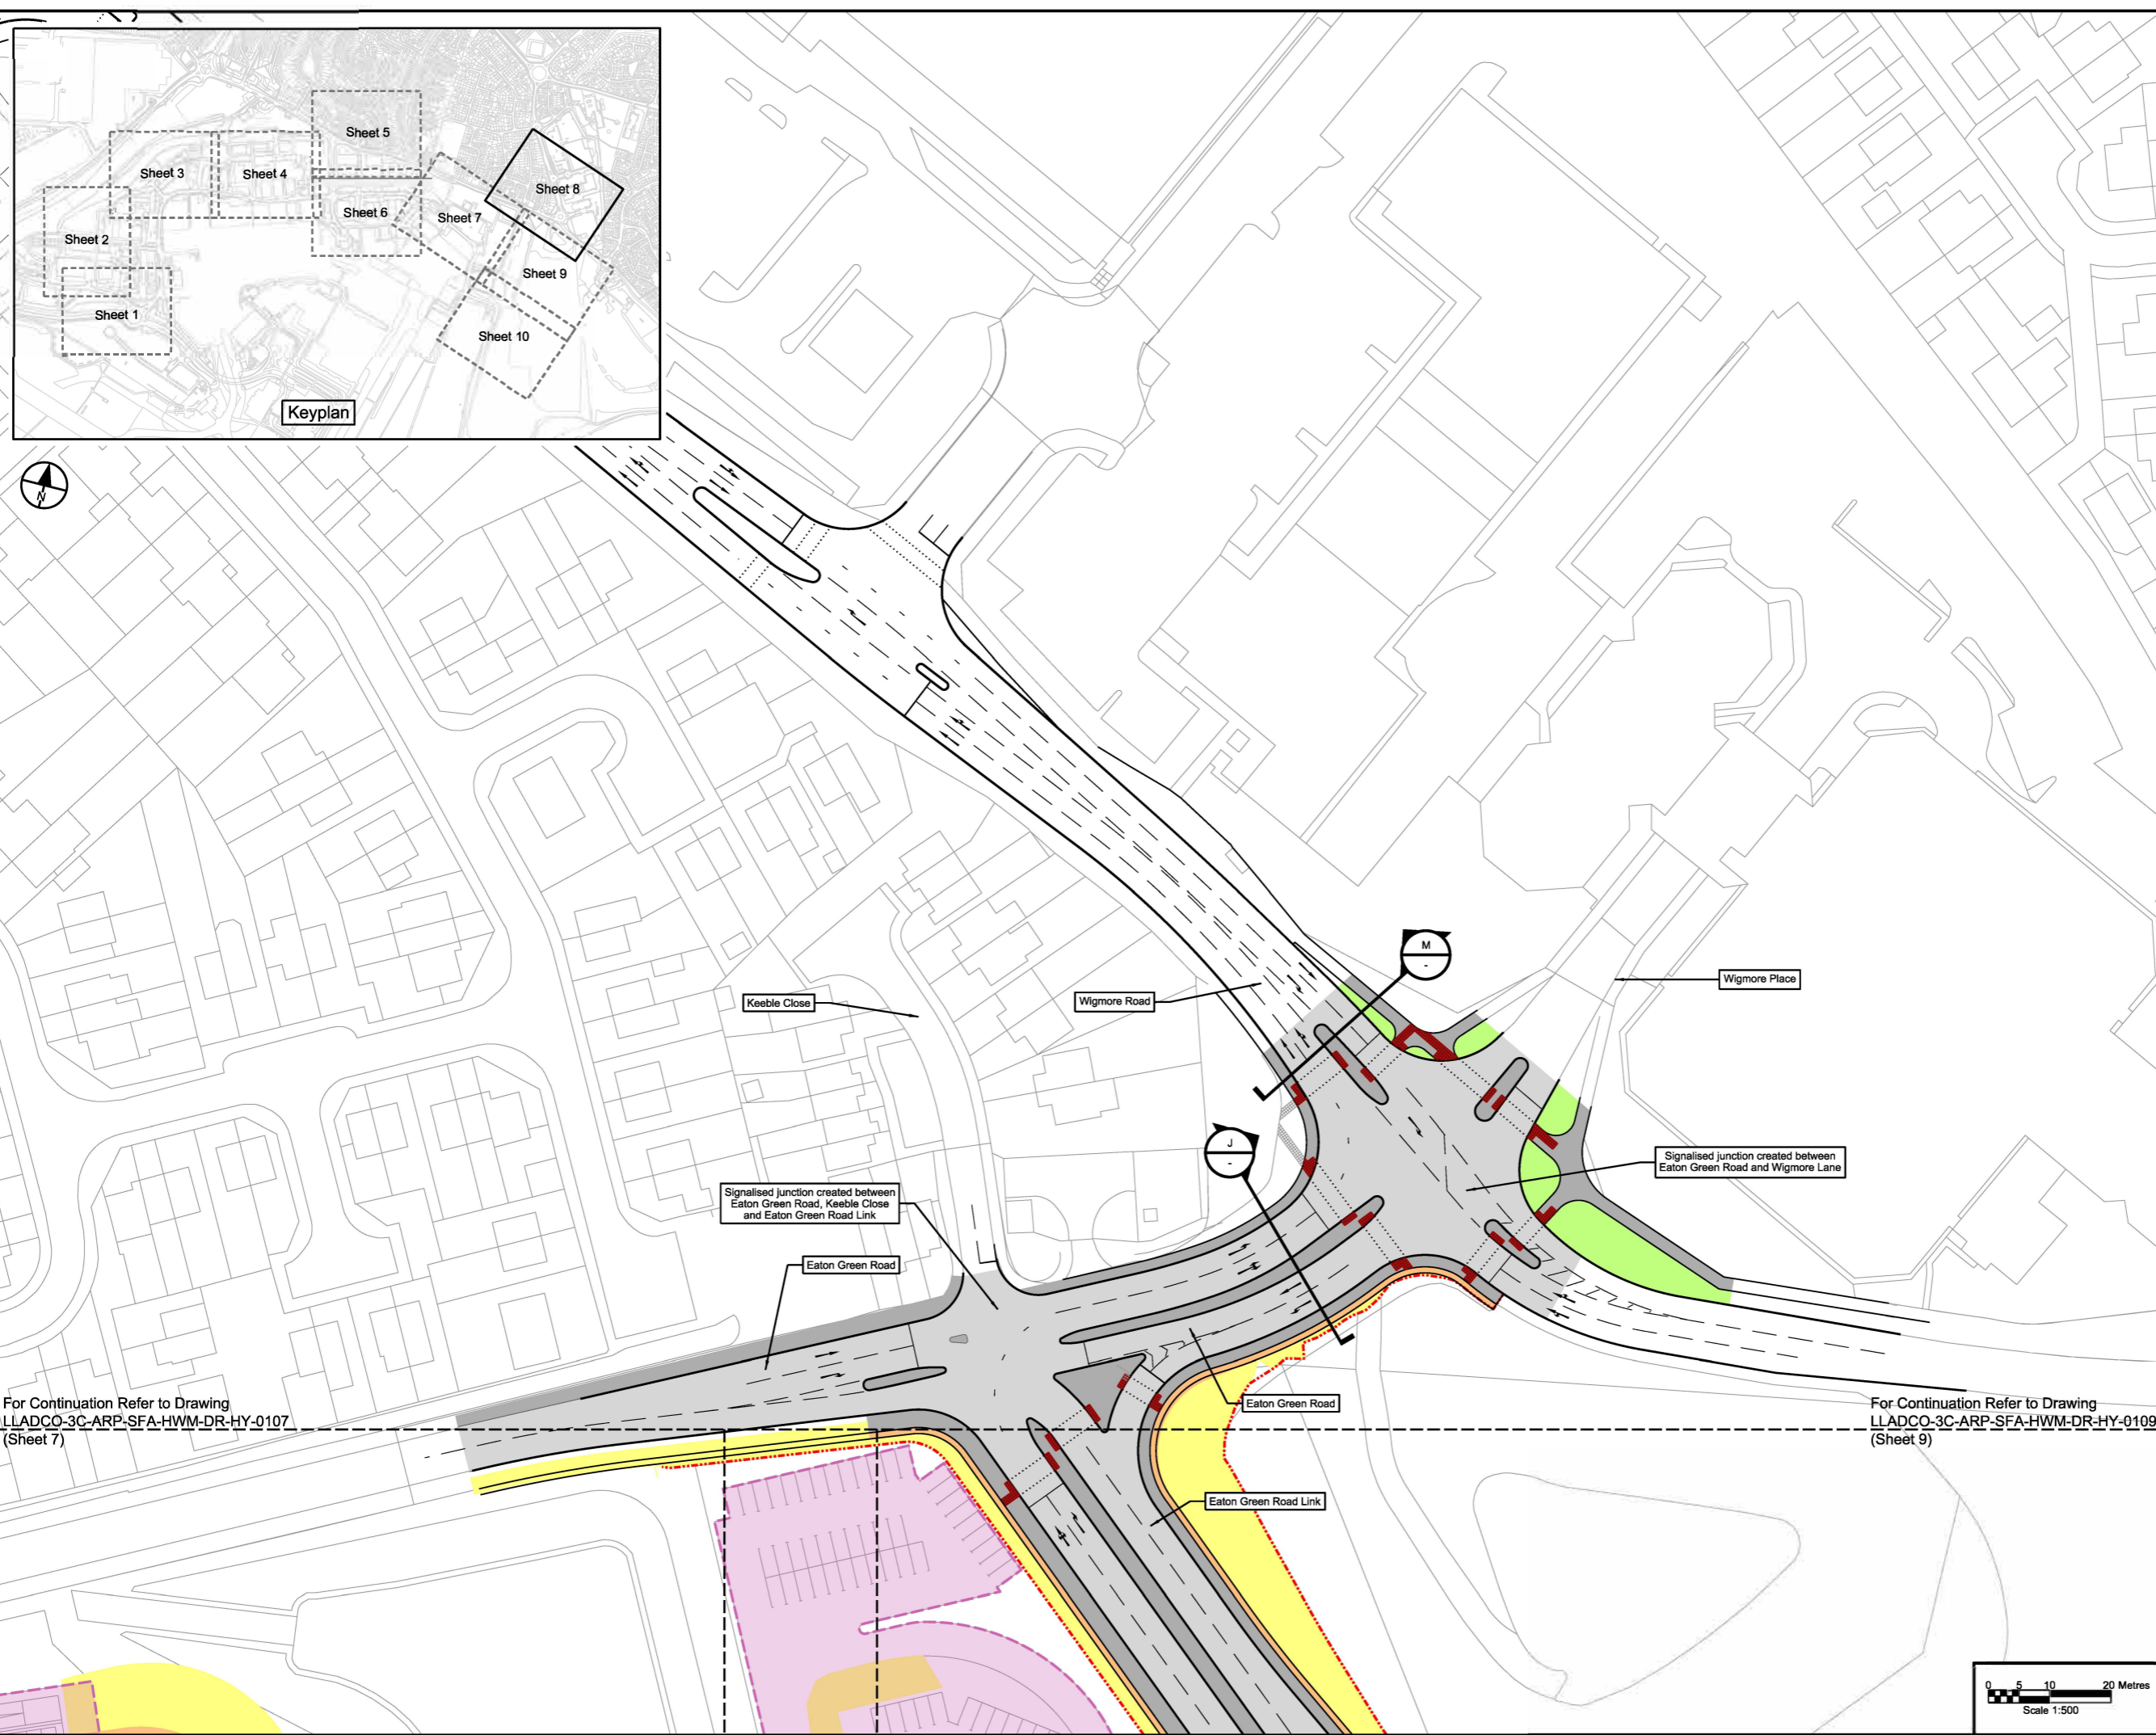 Sheet 5
Sheet 3
Sheet 4
Sheet 8
Sheet 6
Sheet 7
Sheet 2
Sheet 9
Sheet 1
Sheet 10
Keyplan
N
M
-
Keeble Close
Wigmore Road
Wigmore Place
J
-
Signalised junction created between
Eaton Green Road and Wigmore Lane
Signalised junction created between
Eaton Green Road, Keeble Close
and Eaton Green Road Link
Eaton Green Road
Eaton Green Road
For Continuation Refer to Drawing
LLADCO-3C-ARP-SFA-HWM-DR-HY-0107
(Sheet 7)
For Continuation Refer to Drawing
LLADCO-3C-ARP-SFA-HWM-DR-HY-0109
(Sheet 9)
Eaton Green Road Link
0 5 10 20 Metres
Scale 1:500